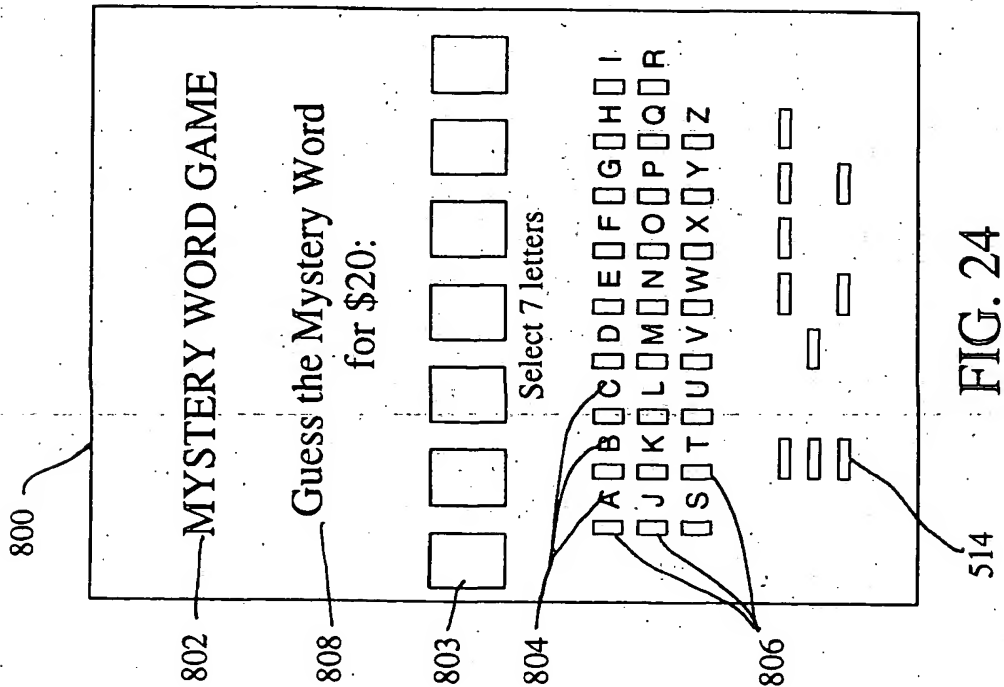 800
802
MYSTERY WORD GAME
808
Guess the Mystery Word
for $20:
803
Select 7 letters
804
A B C D E F G H I
J K L M N O P Q R
S T U V W X Y Z
806
514
FIG. 24